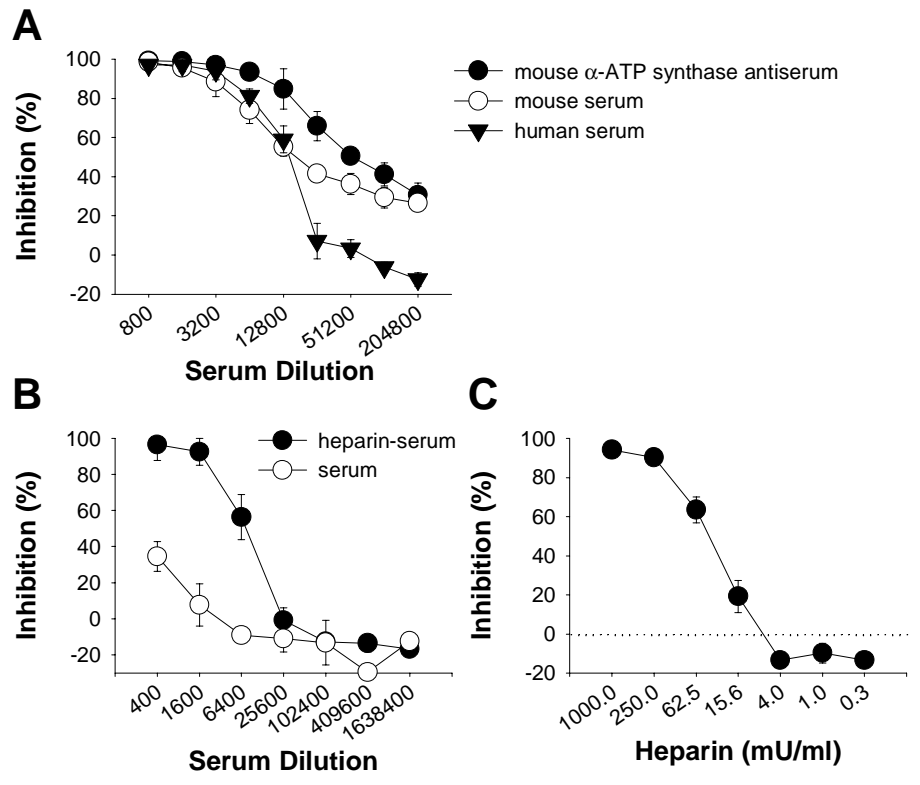 A
Inhibition (%)
100
80
60
40
20
0
-20
800
3200
12800
51200
204800
Serum Dilution
mouse α-ATP synthase antiserum
mouse serum
human serum
B
Inhibition (%)
100
80
60
40
20
0
-20
400
1600
6400
25600
102400
409600
1638400
Serum Dilution
heparin-serum
serum
C
Inhibition (%)
100
80
60
40
20
0
-20
1000.0
250.0
62.5
15.6
4.0
1.0
0.3
Heparin (mU/ml)